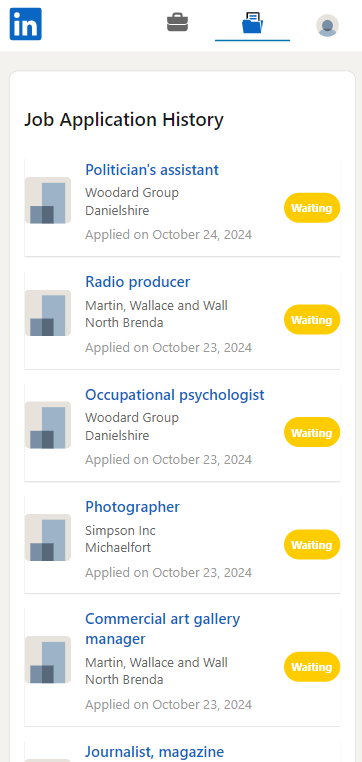 in
Job Application History
Politician's assistant
Woodard Group
Danielshire
Applied on October 24, 2024
Waiting
Radio producer
Martin, Wallace and Wall
North Brenda
Applied on October 23, 2024
Waiting
Occupational psychologist
Woodard Group
Danielshire
Applied on October 23, 2024
Waiting
Photographer
Simpson Inc
Michaelfort
Applied on October 23, 2024
Waiting
Commercial art gallery
manager
Martin, Wallace and Wall
North Brenda
Applied on October 23, 2024
Waiting
Journalist, magazine